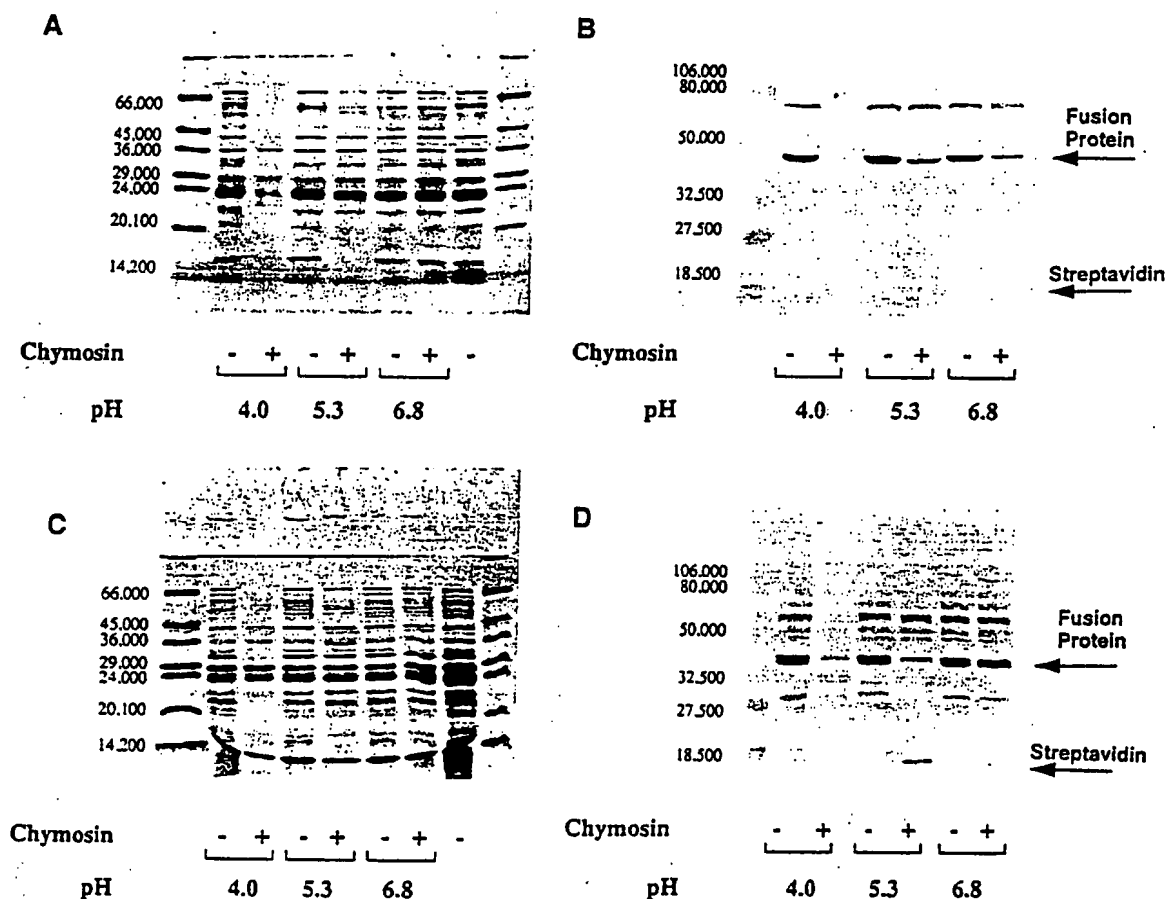 A
66.000
45.000
36.000
29.000
24.000
20.100
14.200
Chymosin - + - + - + -
pH 4.0 5.3 6.8
B
106.000
80.000
50.000
32.500
27.500
18.500
Fusion
Protein
Streptavidin
Chymosin - + - + - +
pH 4.0 5.3 6.8
C
66.000
45.000
36.000
29.000
24.000
20.100
14.200
Chymosin - + - + - + -
pH 4.0 5.3 6.8
D
106.000
80.000
50.000
32.500
27.500
18.500
Fusion
Protein
Streptavidin
Chymosin - + - + - +
pH 4.0 5.3 6.8